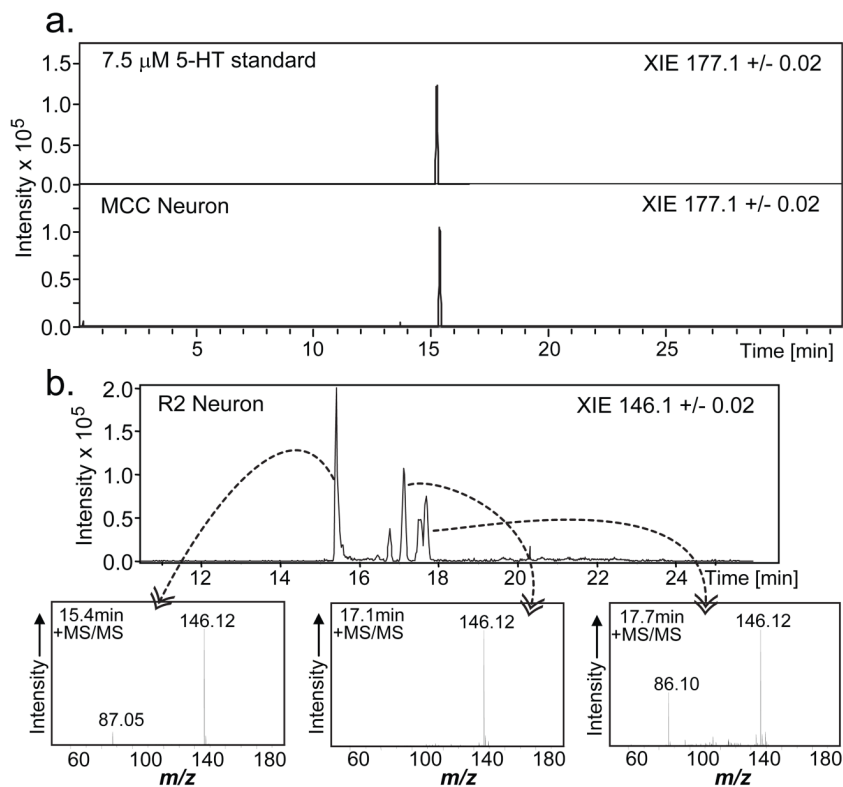 a.
7.5 μM 5-HT standard
XIE 177.1 +/- 0.02
1.5
1.0
0.5
0.0
MCC Neuron
XIE 177.1 +/- 0.02
1.0
0.5
0.0
Intensity x 10⁵
5 10 15 20 25 Time [min]
b.
R2 Neuron
XIE 146.1 +/- 0.02
2.0
1.5
1.0
0.5
0.0
Intensity x 10⁵
12 14 16 18 20 22 24 Time [min]
15.4min
+MS/MS
146.12
87.05
Intensity
60 100 140 180
m/z
17.1min
+MS/MS
146.12
Intensity
60 100 140 180
m/z
17.7min
+MS/MS
146.12
86.10
Intensity
60 100 140 180
m/z